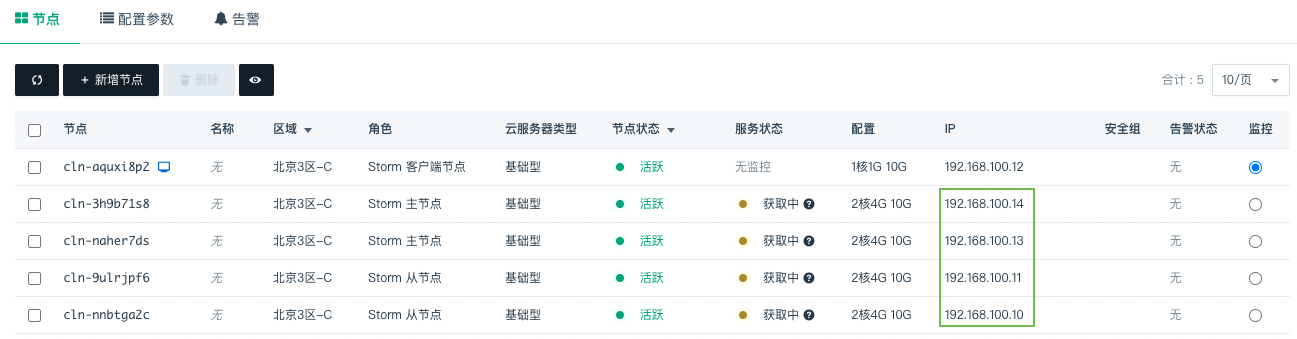 节点 配置参数 告警
+ 新增节点 删除 合计 : 5 10/页
节点 名称 区域 角色 云服务器类型 节点状态 服务状态 配置 IP 安全组 告警状态 监控
cln-aquxi8p2 无 北京3区-C Storm 客户端节点 基础型 活跃 无监控 1核1G 10G 192.168.100.12 无
cln-3h9b71s8 无 北京3区-C Storm 主节点 基础型 活跃 获取中 ? 2核4G 10G 192.168.100.14 无
cln-naher7ds 无 北京3区-C Storm 主节点 基础型 活跃 获取中 ? 2核4G 10G 192.168.100.13 无
cln-9ulrjpf6 无 北京3区-C Storm 从节点 基础型 活跃 获取中 ? 2核4G 10G 192.168.100.11 无
cln-nnbtga2c 无 北京3区-C Storm 从节点 基础型 活跃 获取中 ? 2核4G 10G 192.168.100.10 无